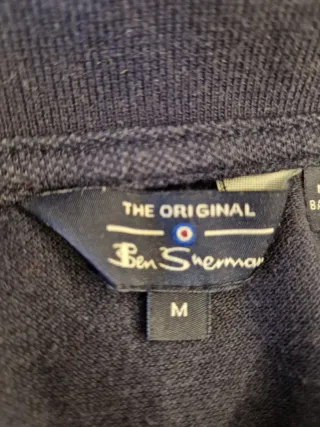 THE ORIGINAL
Ben Sherman
M